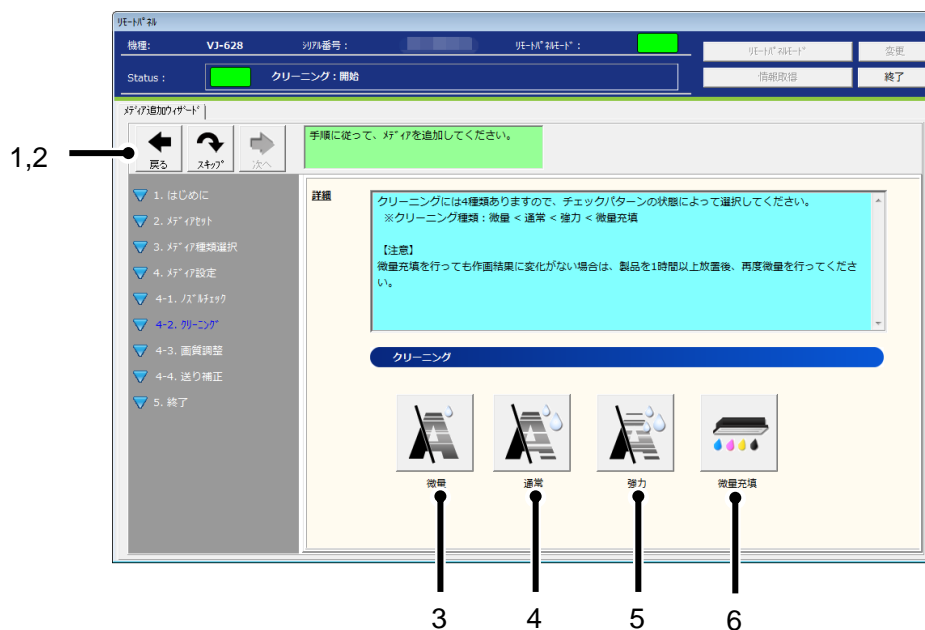 リモートパネル
機種: VJ-628 シリアル番号: リモートパネルモード:
リモートパネルモード 変更
Status: クリーニング:開始
情報取得 終了
メディア追加ウィザード
戻る スキップ 次へ
手順に従って、メディアを追加してください。
1,2
1. はじめに
2. メディアセット
3. メディア種類選択
4. メディア設定
4-1. ノズルチェック
4-2. クリーニング
4-3. 画質調整
4-4. 送り補正
5. 終了
詳細
クリーニングには4種類ありますので、チェックパターンの状態によって選択してください。
※クリーニング種類:微量 < 通常 < 強力 < 微量充填
【注意】
微量充填を行っても作画結果に変化がない場合は、製品を1時間以上放置後、再度微量を行ってくださ
い。
クリーニング
微量 通常 強力 微量充填
3 4 5 6